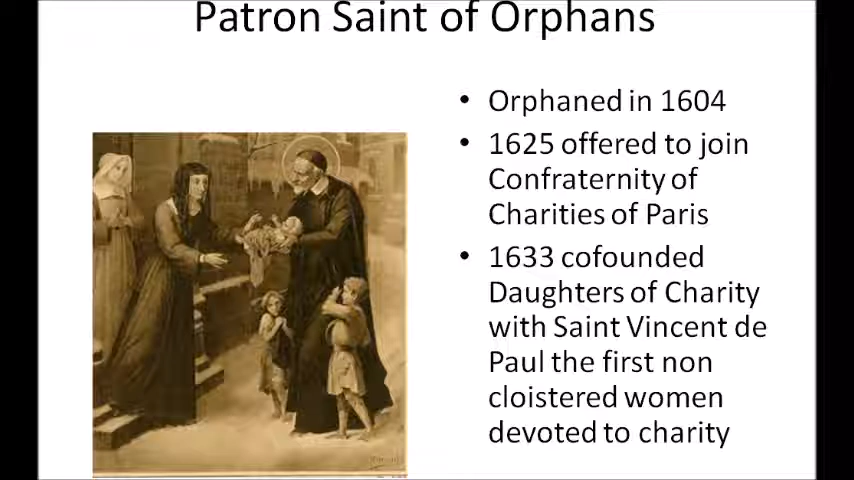 Patron Saint of Orphans
• Orphaned in 1604
• 1625 offered to join
Confraternity of
Charities of Paris
• 1633 cofounded
Daughters of Charity
with Saint Vincent de
Paul the first non
cloistered women
devoted to charity